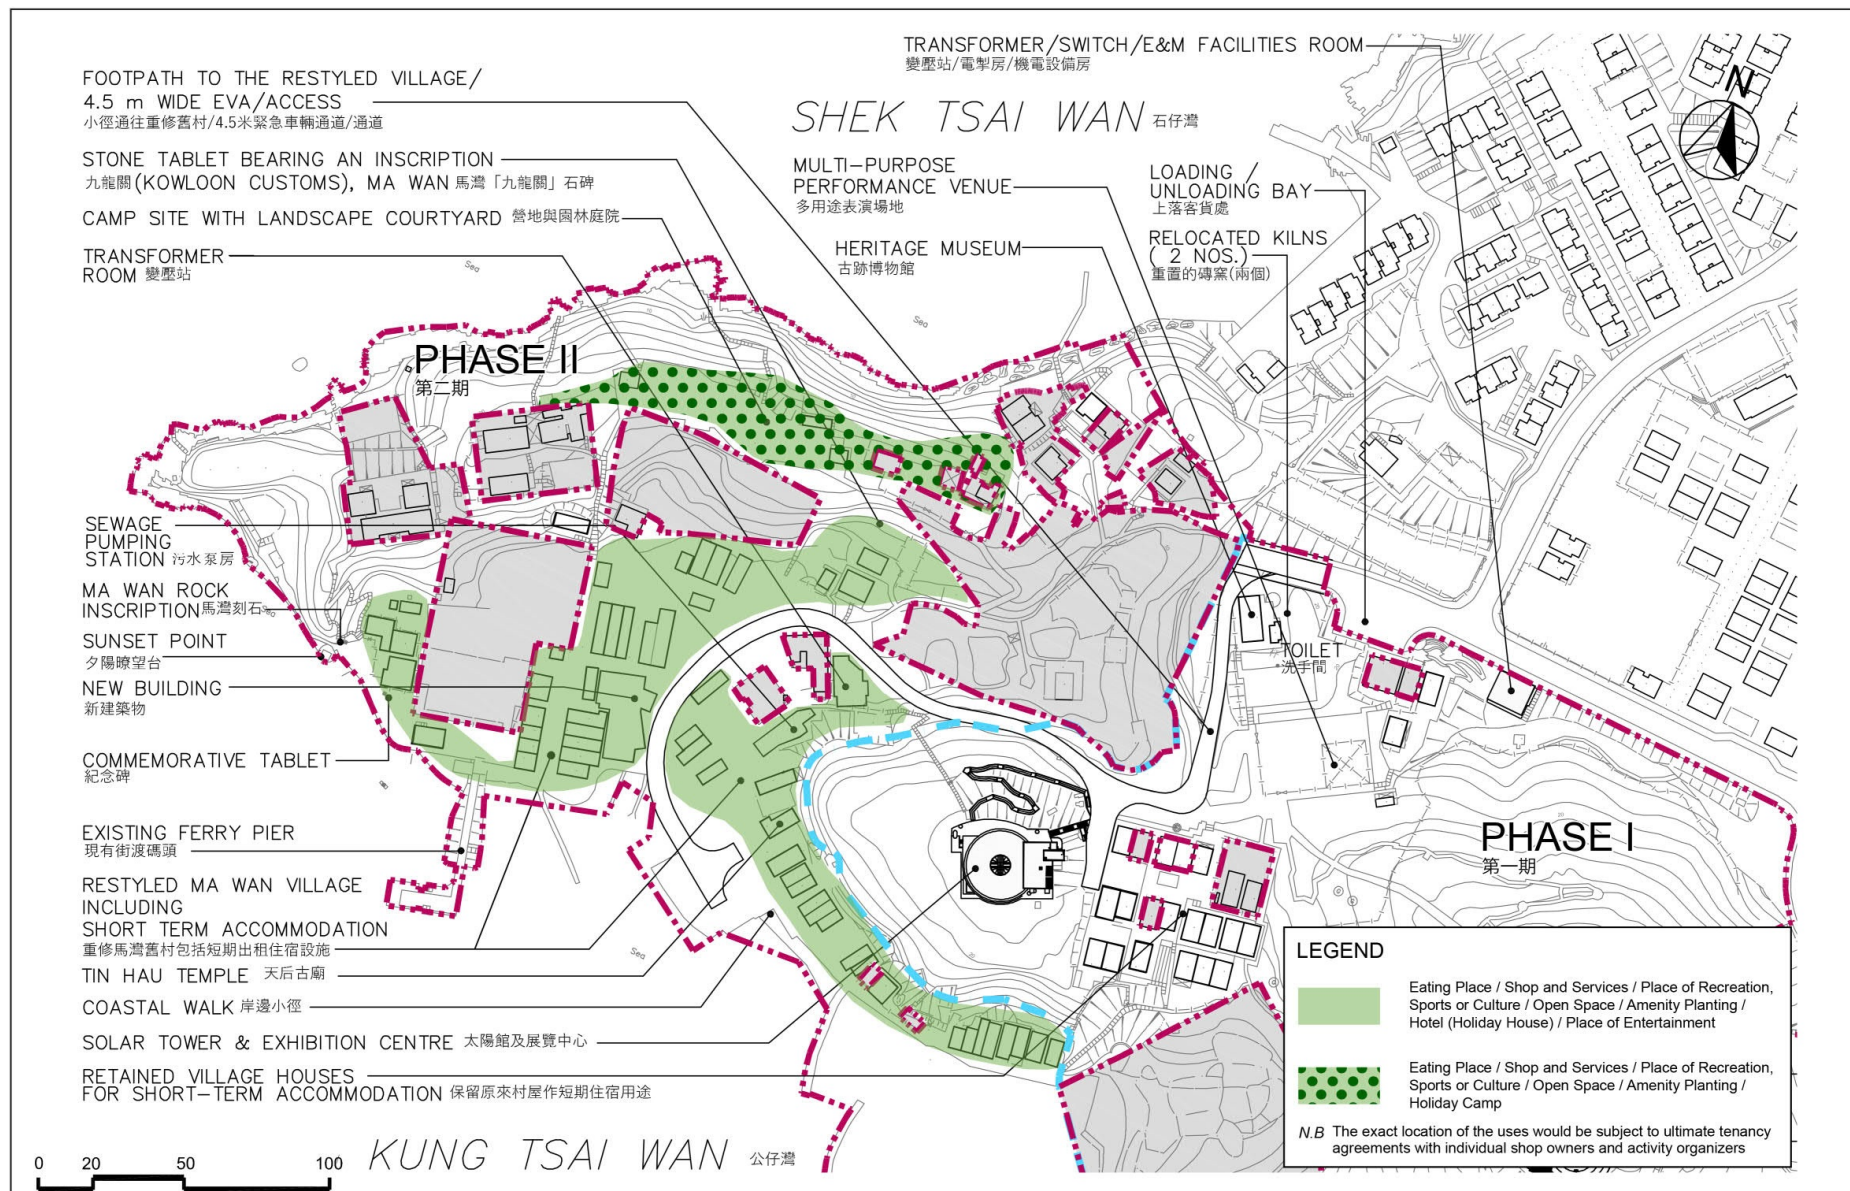 TRANSFORMER/SWITCH/E&M FACILITIES ROOM
變壓站/電掣房/機電設備房
FOOTPATH TO THE RESTYLED VILLAGE/
4.5 m WIDE EVA/ACCESS
小徑通往重修舊村/4.5米緊急車輛通道/通道
STONE TABLET BEARING AN INSCRIPTION
九龍關(KOWLOON CUSTOMS), MA WAN 馬灣「九龍關」石碑
CAMP SITE WITH LANDSCAPE COURTYARD 營地與園林庭院
TRANSFORMER
ROOM 變壓站
SHEK TSAI WAN 石仔灣
MULTI-PURPOSE
PERFORMANCE VENUE
多用途表演場地
HERITAGE MUSEUM
古跡博物館
LOADING /
UNLOADING BAY
上落客貨處
RELOCATED KILNS
( 2 NOS.)
重置的磚窯(兩個)
N
Sea
Sea
PHASE II
第二期
SEWAGE
PUMPING
STATION 污水泵房
MA WAN ROCK
INSCRIPTION 馬灣刻石
Sea
SUNSET POINT
夕陽瞭望台
NEW BUILDING
新建築物
COMMEMORATIVE TABLET
紀念碑
EXISTING FERRY PIER
現有街渡碼頭
RESTYLED MA WAN VILLAGE
INCLUDING
SHORT TERM ACCOMMODATION
重修馬灣舊村包括短期出租住宿設施
TIN HAU TEMPLE 天后古廟
COASTAL WALK 岸邊小徑
SOLAR TOWER & EXHIBITION CENTRE 太陽館及展覽中心
RETAINED VILLAGE HOUSES
FOR SHORT-TERM ACCOMMODATION 保留原來村屋作短期住宿用途
Sea
TOILET
洗手間
PHASE I
第一期
KUNG TSAI WAN 公仔灣
0 20 50 100
LEGEND
Eating Place / Shop and Services / Place of Recreation,
Sports or Culture / Open Space / Amenity Planting /
Hotel (Holiday House) / Place of Entertainment
Eating Place / Shop and Services / Place of Recreation,
Sports or Culture / Open Space / Amenity Planting /
Holiday Camp
N.B The exact location of the uses would be subject to ultimate tenancy
agreements with individual shop owners and activity organizers